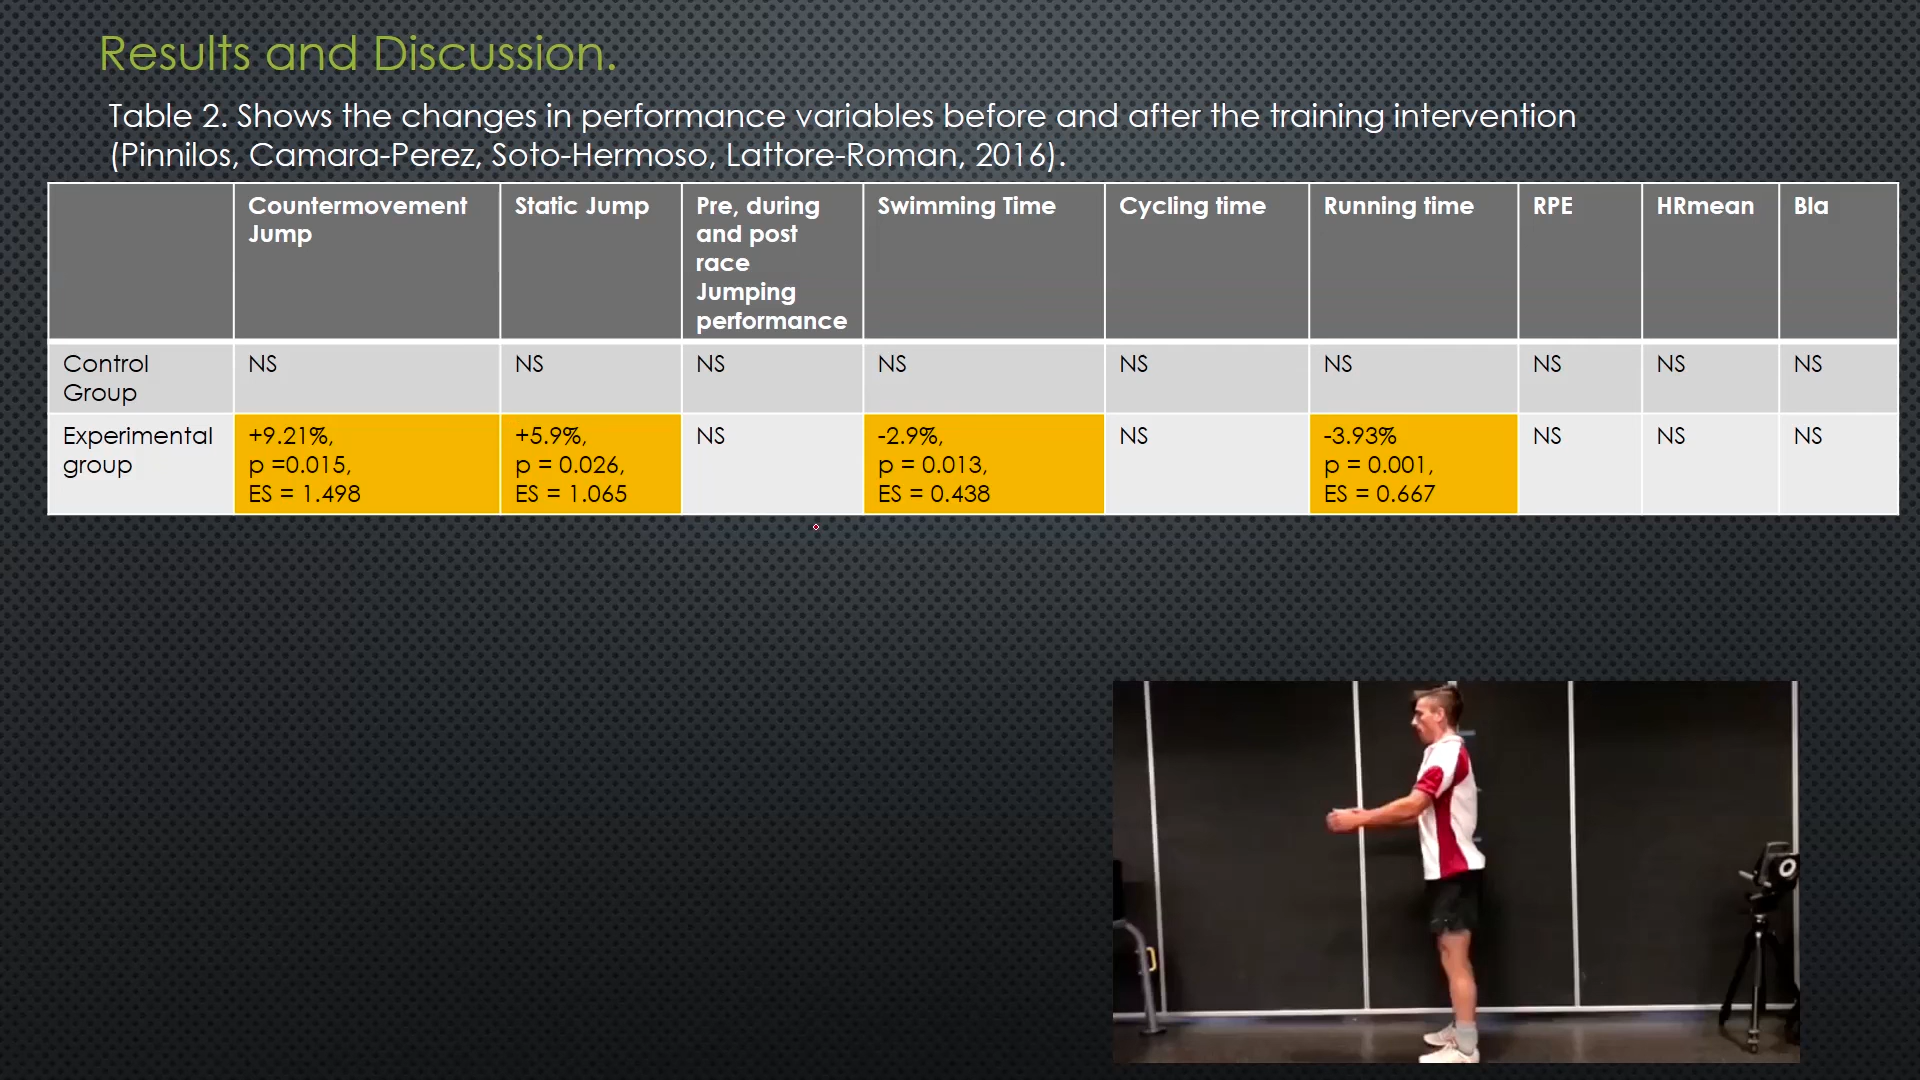 Results and Discussion.
Table 2. Shows the changes in performance variables before and after the training intervention
(Pinnilos, Camara-Perez, Soto-Hermoso, Lattore-Roman, 2016).
Countermovement Jump
Static Jump
Pre, during and post race Jumping performance
Swimming Time
Cycling time
Running time
RPE
HRmean
Bla
Control Group
NS
NS
NS
NS
NS
NS
NS
NS
NS
Experimental group
+9.21%,
p =0.015,
ES = 1.498
+5.9%,
p = 0.026,
ES = 1.065
NS
-2.9%,
p = 0.013,
ES = 0.438
NS
-3.93%
p = 0.001,
ES = 0.667
NS
NS
NS